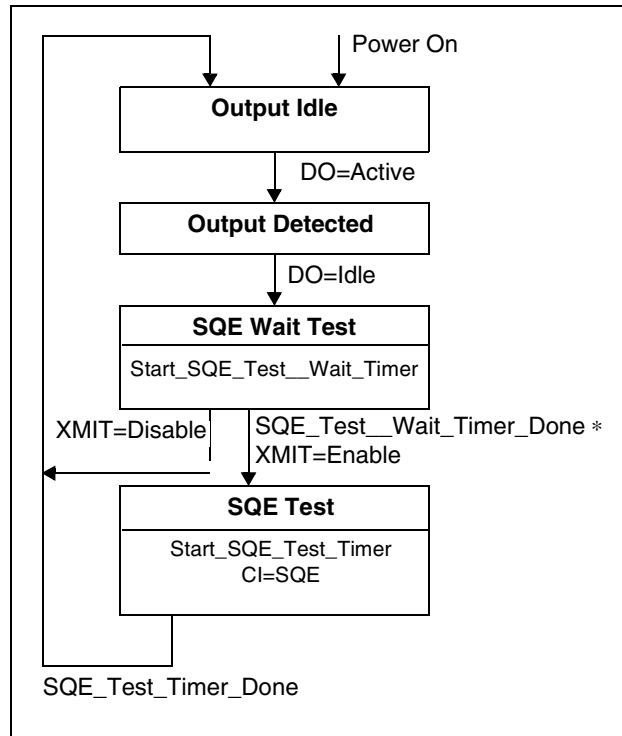 Power On
Output Idle
DO=Active
Output Detected
DO=Idle
SQE Wait Test
Start_SQE_Test__Wait_Timer
XMIT=Disable
SQE_Test__Wait_Timer_Done *
XMIT=Enable
SQE Test
Start_SQE_Test_Timer
CI=SQE
SQE_Test_Timer_Done